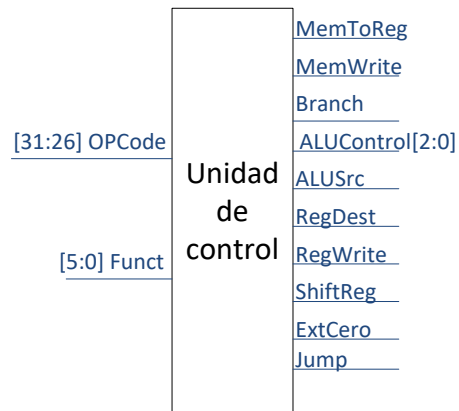 MemToReg
MemWrite
Branch
[31:26] OPCode
ALUControl[2:0]
Unidad
de
control
ALUSrc
RegDest
[5:0] Funct
RegWrite
ShiftReg
ExtCero
Jump